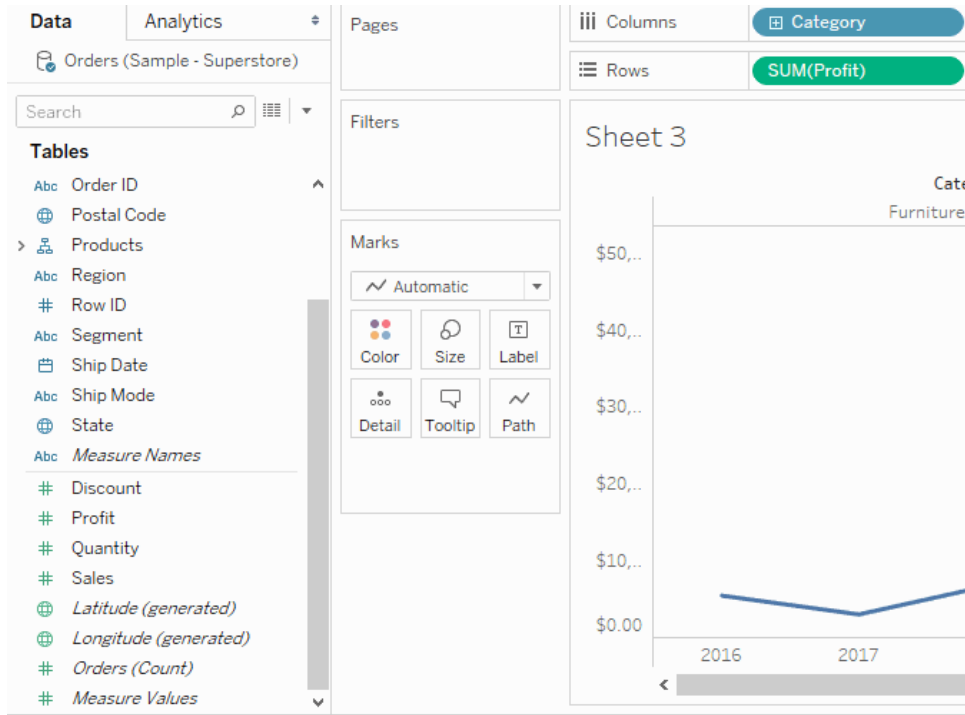 Data
Analytics
Orders (Sample - Superstore)
Search
Tables
Abc Order ID
Postal Code
Products
Abc Region
# Row ID
Abc Segment
Ship Date
Abc Ship Mode
State
Abc Measure Names
# Discount
# Profit
# Quantity
# Sales
Latitude (generated)
Longitude (generated)
# Orders (Count)
# Measure Values
Pages
Filters
Marks
Automatic
Color Size T Label
Detail Tooltip Path
Columns
Category
Rows
SUM(Profit)
Sheet 3
Cate
Furniture
$50,..
$40,..
$30,..
$20,..
$10,..
$0.00
2016 2017